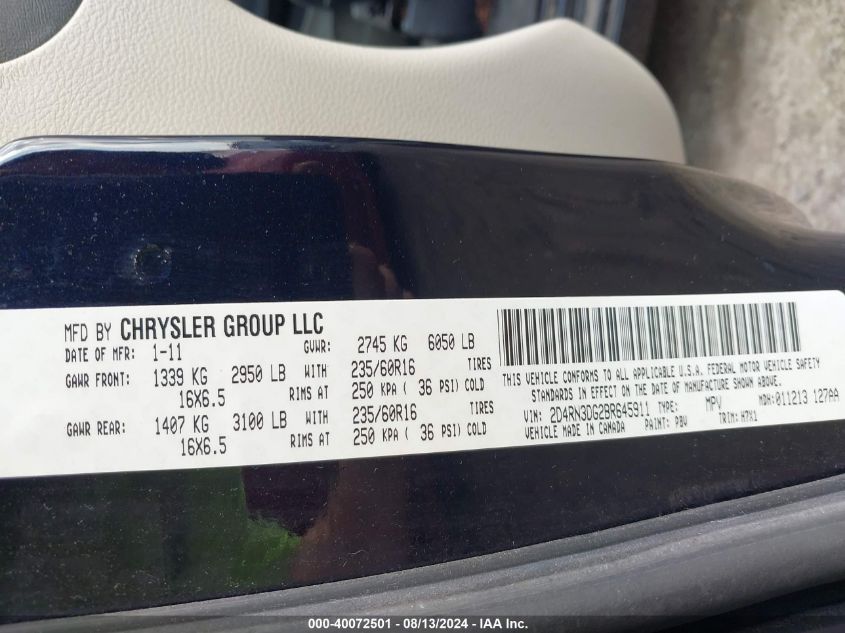 MFD BY CHRYSLER GROUP LLC
DATE OF MFR: 1-11 GVWR: 2745 KG 6050 LB
GAWR FRONT: 1339 KG 2950 LB WITH 235/60R16 TIRES
16X6.5 RIMS AT 250 KPA ( 36 PSI) COLD
GAWR REAR: 1407 KG 3100 LB WITH 235/60R16 TIRES
16X6.5 RIMS AT 250 KPA ( 36 PSI) COLD
THIS VEHICLE CONFORMS TO ALL APPLICABLE U.S.A. FEDERAL MOTOR VEHICLE SAFETY
STANDARDS IN EFFECT ON THE DATE OF MANUFACTURE SHOWN ABOVE.
VIN: 2D4RN3DG2BR645911 TYPE: MPV MDH: 011213 127AA
VEHICLE MADE IN CANADA PAINT: PBV TRIM: H7X1
000-40072501 - 08/13/2024 - IAA Inc.